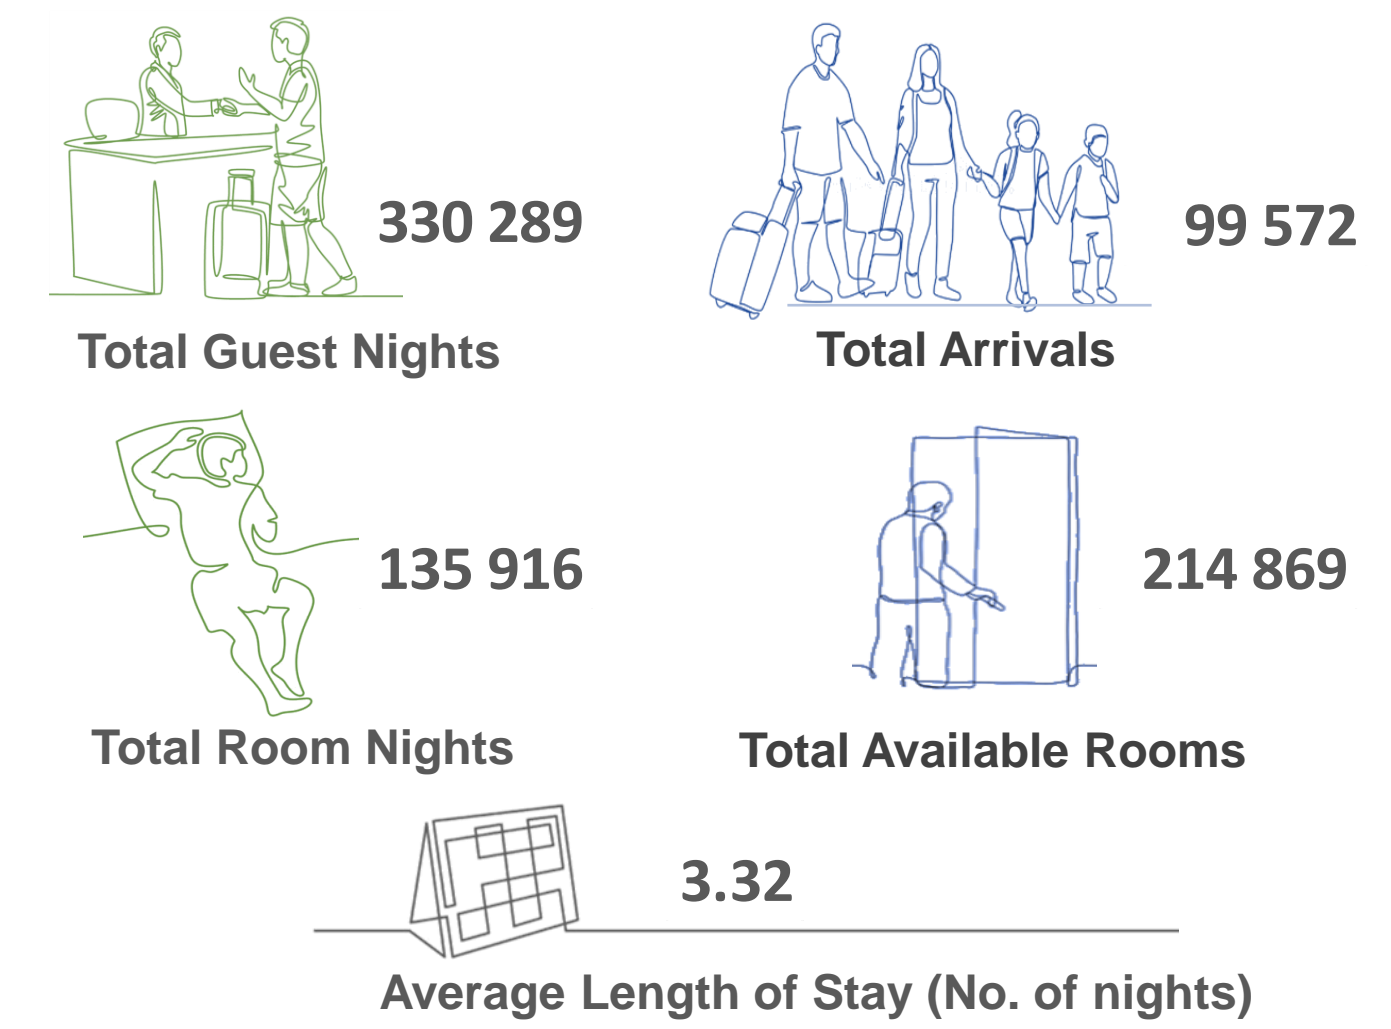 330 289
99 572
Total Guest Nights
Total Arrivals
135 916
214 869
Total Room Nights
Total Available Rooms
3.32
Average Length of Stay (No. of nights)